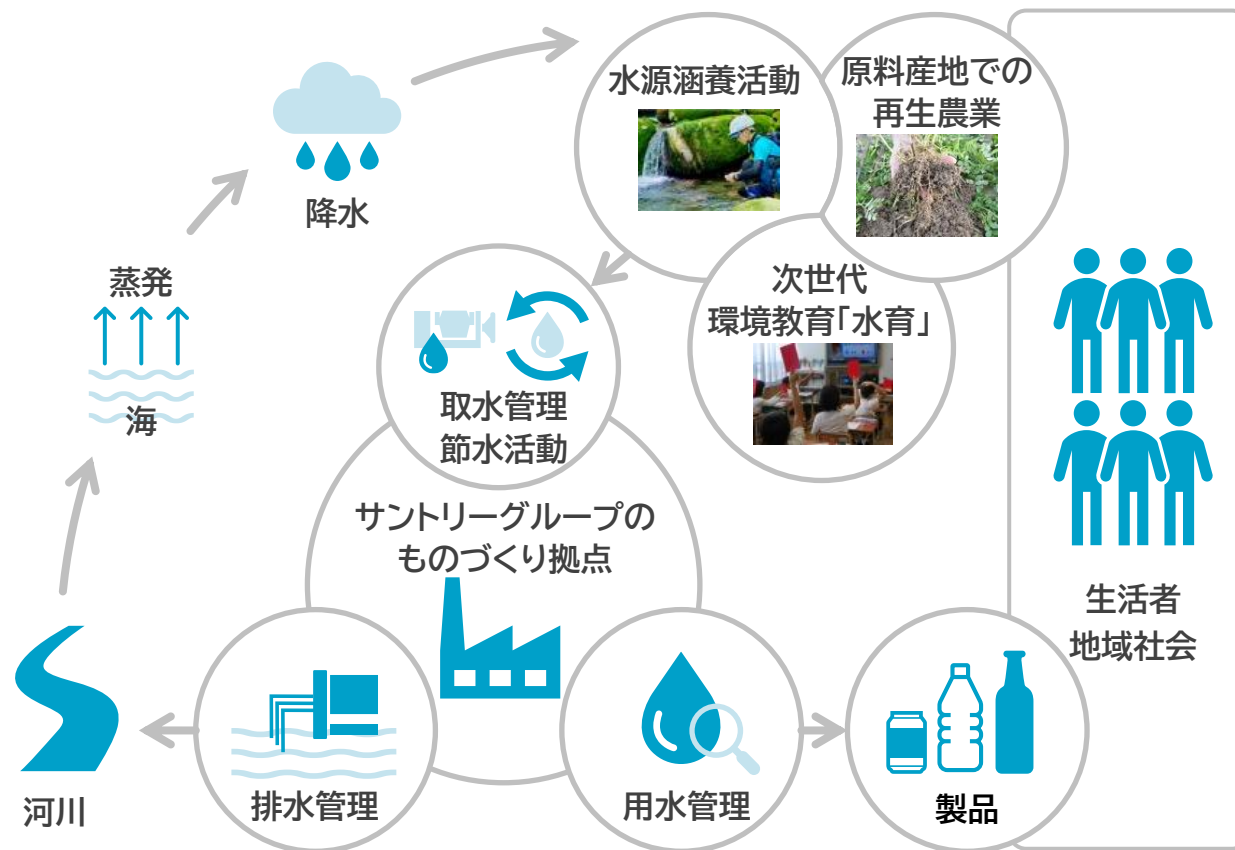 水源涵養活動
原料産地での
再生農業
降水
蒸発
海
次世代
環境教育「水育」
取水管理
節水活動
サントリーグループの
ものづくり拠点
生活者
地域社会
河川
排水管理
用水管理
製品